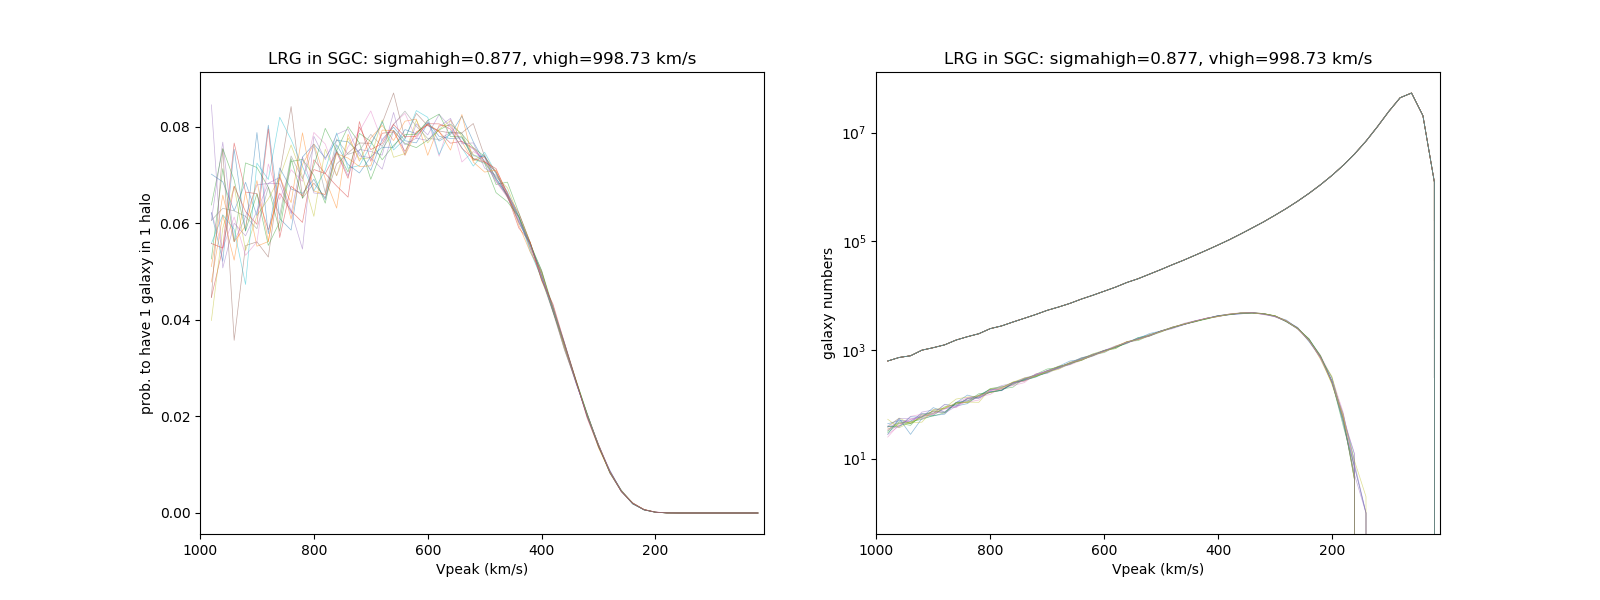 LRG in SGC: sigmahigh=0.877, vhigh=998.73 km/s
prob. to have 1 galaxy in 1 halo
0.08
0.06
0.04
0.02
0.00
1000 800 600 400 200
Vpeak (km/s)
LRG in SGC: sigmahigh=0.877, vhigh=998.73 km/s
galaxy numbers
10⁷
10⁵
10³
10¹
1000 800 600 400 200
Vpeak (km/s)